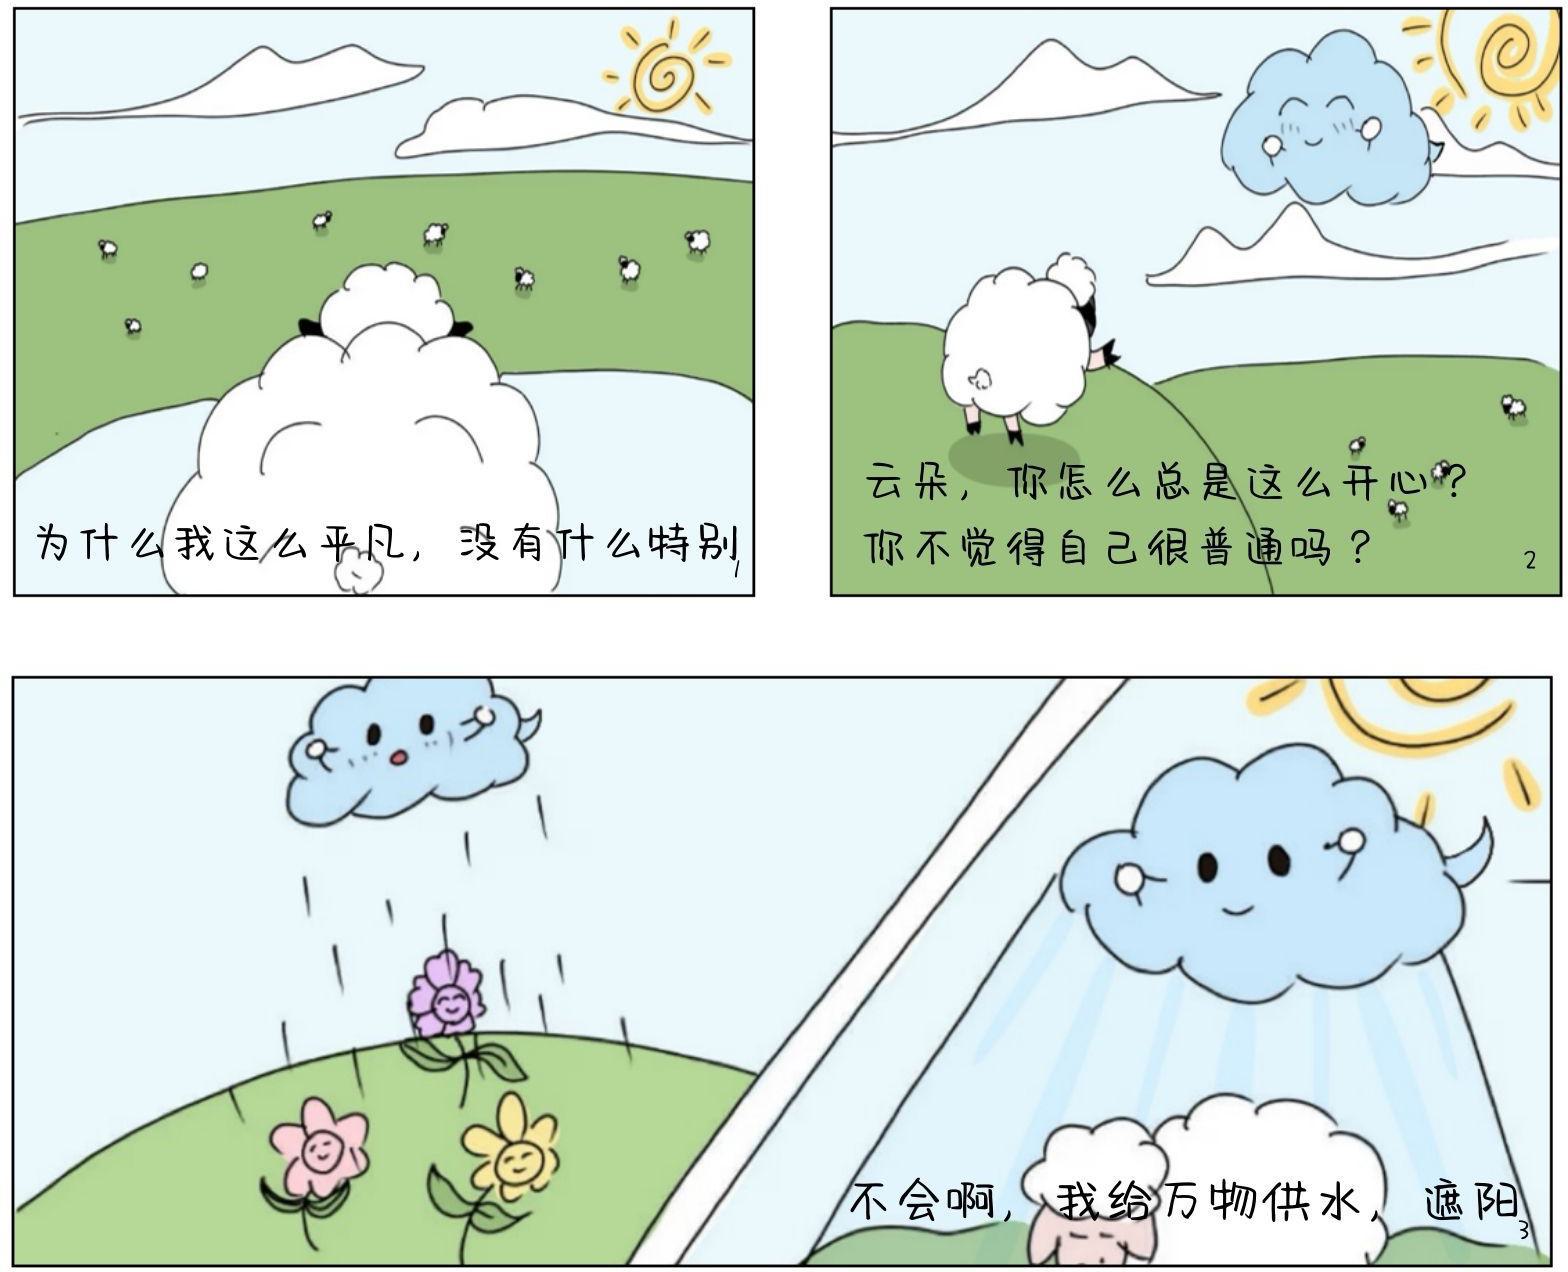 为什么我这么平凡，没有什么特别
1
云朵，你怎么总是这么开心？
你不觉得自己很普通吗？
2
不会啊，我给万物供水，遮阳
3